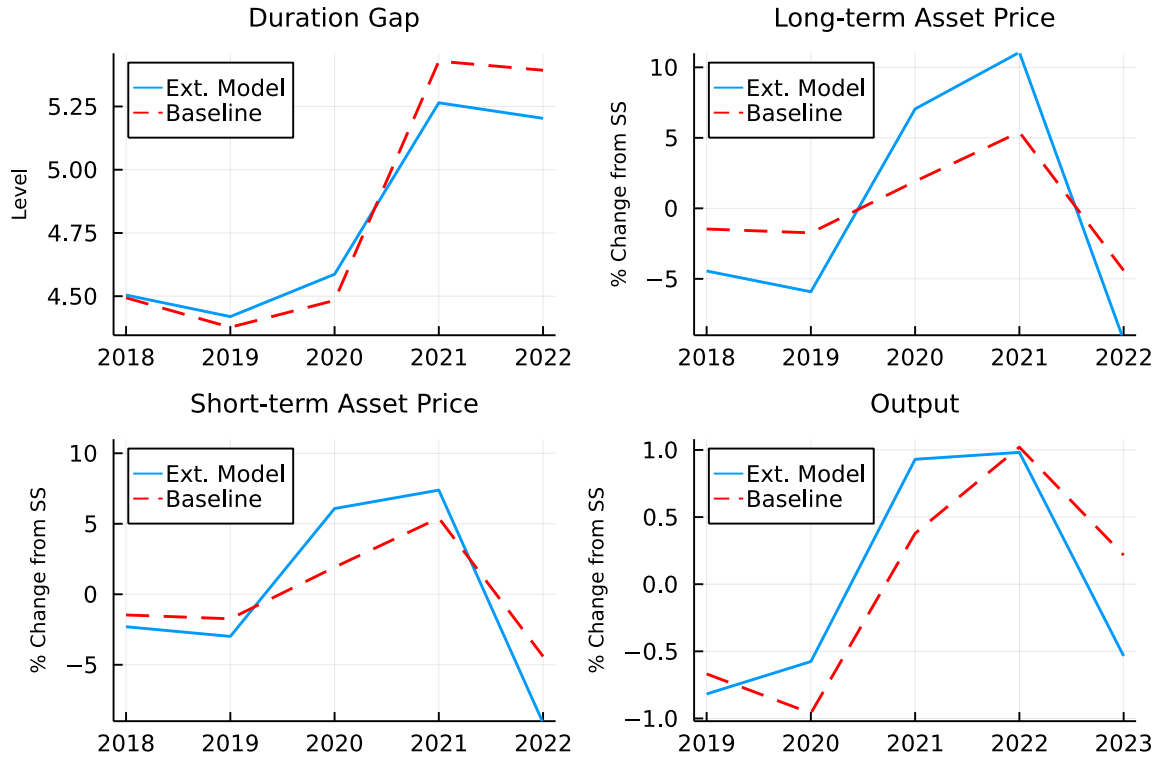 Duration Gap
Ext. Model
Baseline
Level
5.25
5.00
4.75
4.50
2018 2019 2020 2021 2022
Long-term Asset Price
Ext. Model
Baseline
% Change from SS
10
5
0
−5
2018 2019 2020 2021 2022
Short-term Asset Price
Ext. Model
Baseline
% Change from SS
10
5
0
−5
2018 2019 2020 2021 2022
Output
Ext. Model
Baseline
% Change from SS
1.0
0.5
0.0
−0.5
−1.0
2019 2020 2021 2022 2023